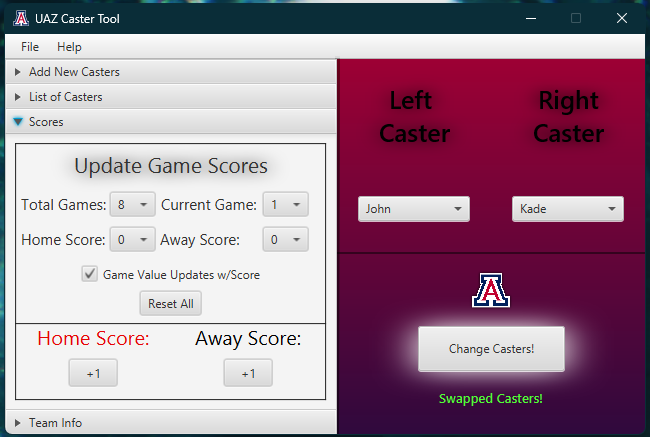 UAZ Caster Tool
File Help
Add New Casters
List of Casters
Scores
Update Game Scores
Total Games: 8 Current Game: 1
Home Score: 0 Away Score: 0
Game Value Updates w/Score
Reset All
Home Score: Away Score:
+1 +1
Team Info
Left
Caster
Right
Caster
John
Kade
A
Change Casters!
Swapped Casters!